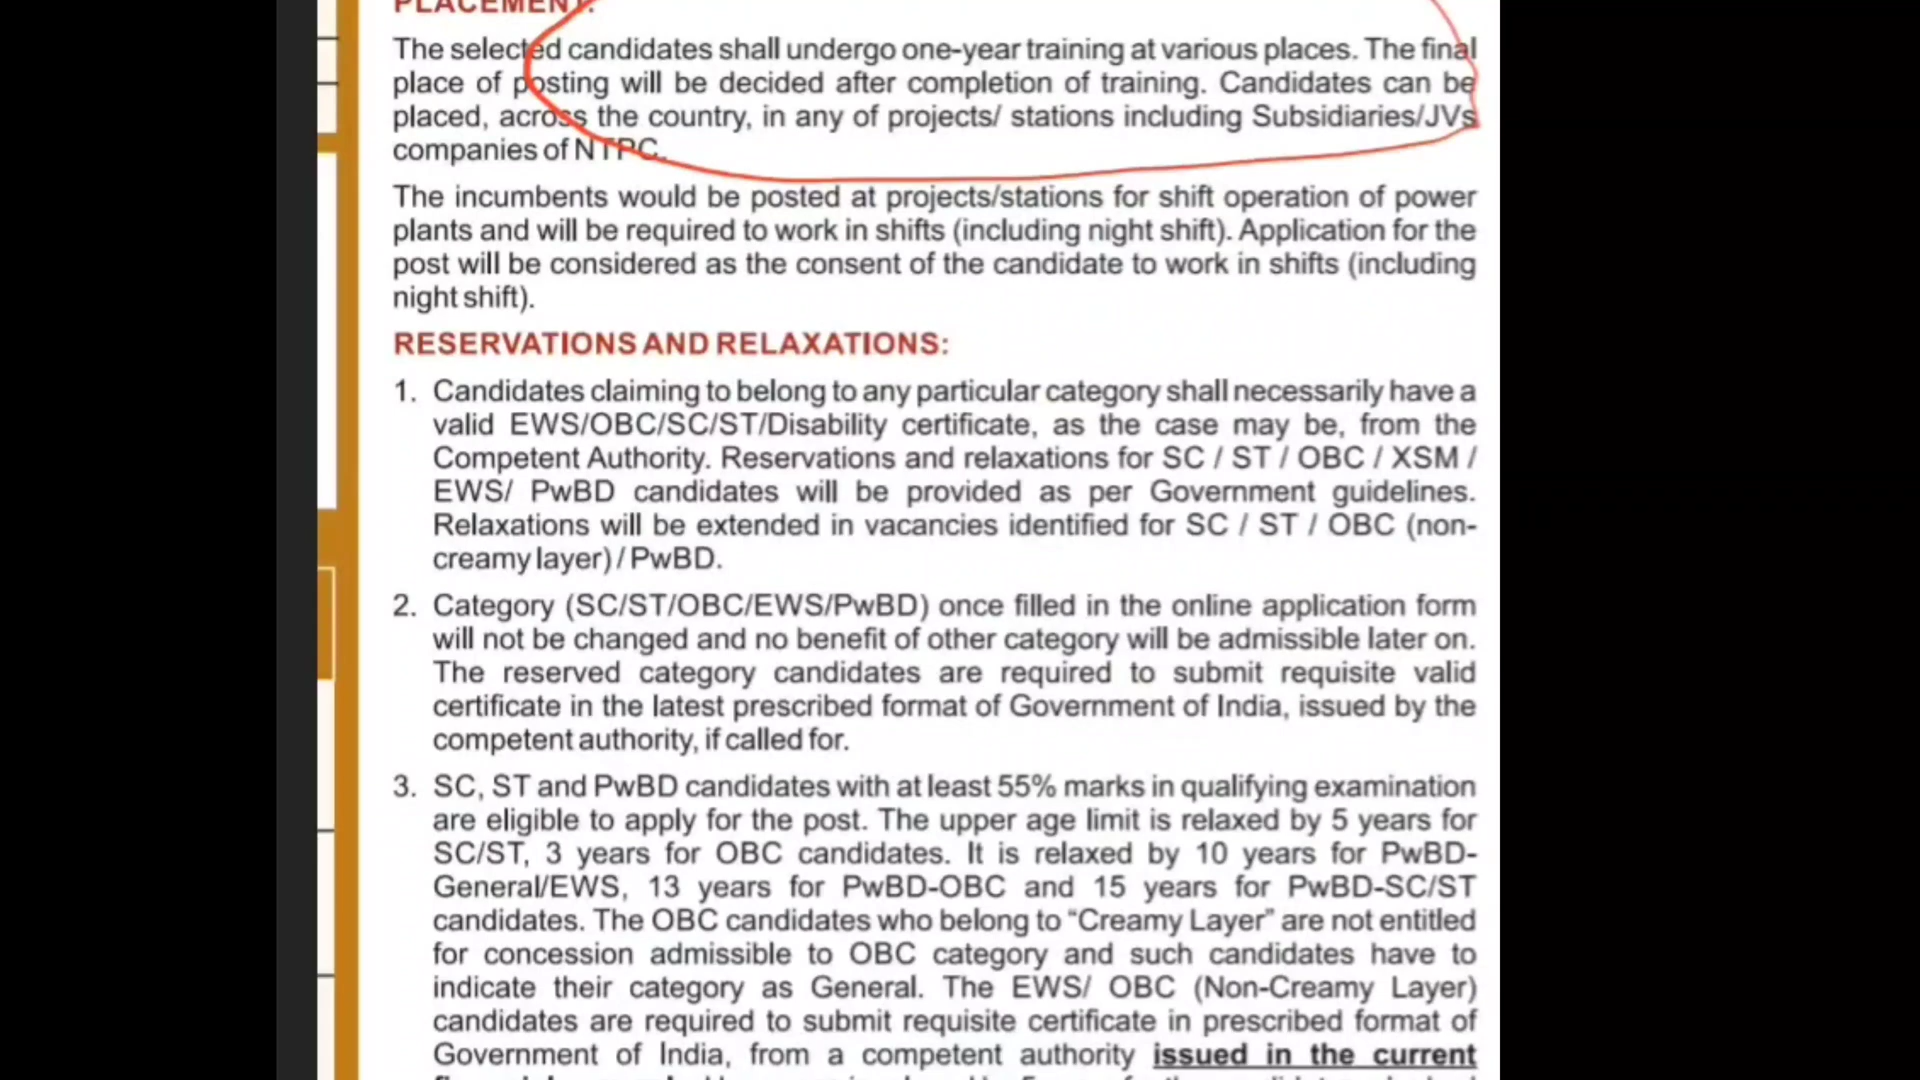 PLACEMENT:
The selected candidates shall undergo one-year training at various places. The final
place of posting will be decided after completion of training. Candidates can be
placed, across the country, in any of projects/ stations including Subsidiaries/JVs
companies of NTPC.
The incumbents would be posted at projects/stations for shift operation of power
plants and will be required to work in shifts (including night shift). Application for the
post will be considered as the consent of the candidate to work in shifts (including
night shift).
RESERVATIONS AND RELAXATIONS:
1. Candidates claiming to belong to any particular category shall necessarily have a
valid EWS/OBC/SC/ST/Disability certificate, as the case may be, from the
Competent Authority. Reservations and relaxations for SC / ST / OBC / XSM /
EWS/ PwBD candidates will be provided as per Government guidelines.
Relaxations will be extended in vacancies identified for SC / ST / OBC (non-
creamy layer) / PwBD.
2. Category (SC/ST/OBC/EWS/PwBD) once filled in the online application form
will not be changed and no benefit of other category will be admissible later on.
The reserved category candidates are required to submit requisite valid
certificate in the latest prescribed format of Government of India, issued by the
competent authority, if called for.
3. SC, ST and PwBD candidates with at least 55% marks in qualifying examination
are eligible to apply for the post. The upper age limit is relaxed by 5 years for
SC/ST, 3 years for OBC candidates. It is relaxed by 10 years for PwBD-
General/EWS, 13 years for PwBD-OBC and 15 years for PwBD-SC/ST
candidates. The OBC candidates who belong to “Creamy Layer” are not entitled
for concession admissible to OBC category and such candidates have to
indicate their category as General. The EWS/ OBC (Non-Creamy Layer)
candidates are required to submit requisite certificate in prescribed format of
Government of India, from a competent authority issued in the current